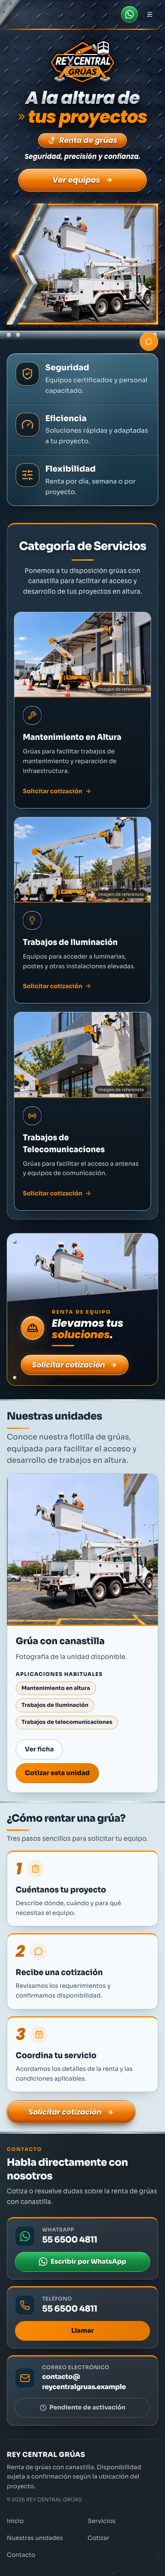 REY CENTRAL
GRÚAS
A la altura de
» tus proyectos
Renta de grúas
Seguridad, precisión y confianza.
Ver equipos →
Seguridad
Equipos certificados y personal
capacitado.
Eficiencia
Soluciones rápidas y adaptadas
a tu proyecto.
Flexibilidad
Renta por día, semana o por
proyecto.
Categoría de Servicios
Ponemos a tu disposición grúas con
canastilla para facilitar el acceso y
desarrollo de tus proyectos en altura.
Imagen de referencia
Mantenimiento en Altura
Grúas para facilitar trabajos de
mantenimiento y reparación de
infraestructura.
Solicitar cotización →
Imagen de referencia
Trabajos de Iluminación
Equipos para acceder a luminarias,
postes y otras instalaciones elevadas.
Solicitar cotización →
Imagen de referencia
Trabajos de
Telecomunicaciones
Grúas para facilitar el acceso a antenas
y equipos de comunicación.
Solicitar cotización →
RENTA DE EQUIPO
Elevamos tus
soluciones.
Solicitar cotización →
Nuestras unidades
Conoce nuestra flotilla de grúas,
equipada para facilitar el acceso y
desarrollo de trabajos en altura.
Grúa con canastilla
Fotografía de la unidad disponible.
APLICACIONES HABITUALES
Mantenimiento en altura
Trabajos de iluminación
Trabajos de telecomunicaciones
Ver ficha
Cotizar esta unidad
¿Cómo rentar una grúa?
Tres pasos sencillos para solicitar tu equipo.
1
Cuéntanos tu proyecto
Describe dónde, cuándo y para qué
necesitas el equipo.
2
Recibe una cotización
Revisamos los requerimientos y
confirmamos disponibilidad.
3
Coordina tu servicio
Acordamos los detalles de la renta y las
condiciones aplicables.
Solicitar cotización →
CONTACTO
Habla directamente con
nosotros
Cotiza o resuelve dudas sobre la renta de grúas
con canastilla.
WHATSAPP
55 6500 4811
Escribir por WhatsApp
TELÉFONO
55 6500 4811
Llamar
CORREO ELECTRÓNICO
contacto@
reycentralgruas.example
Pendiente de activación
REY CENTRAL GRÚAS
Renta de grúas con canastilla. Disponibilidad
sujeta a confirmación según la ubicación del
proyecto.
© 2026 REY CENTRAL GRÚAS
Inicio
Servicios
Nuestras unidades
Cotizar
Contacto